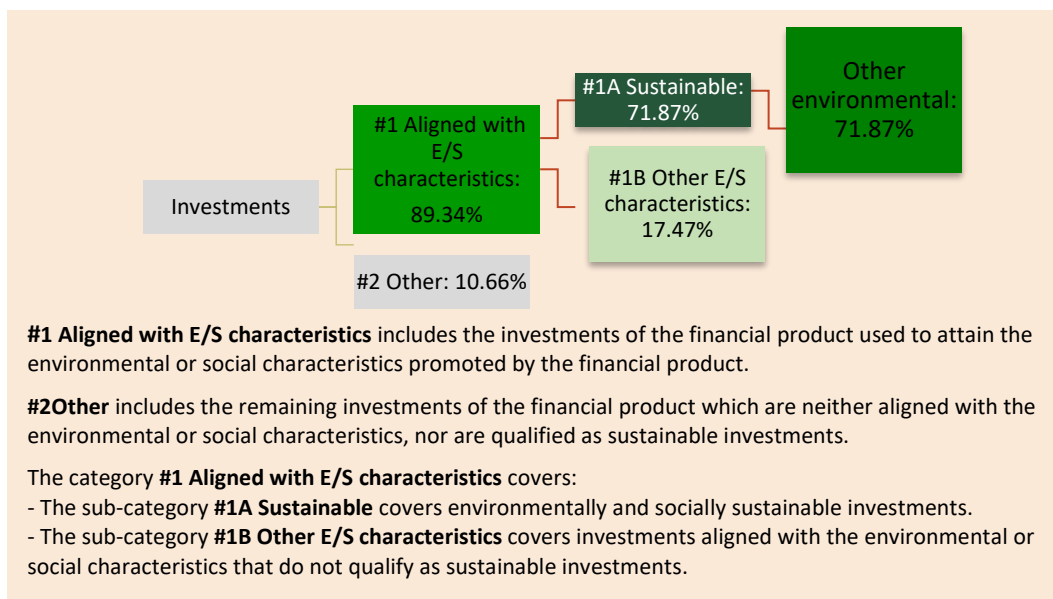 Investments
#1 Aligned with
E/S
characteristics:
89.34%
#2 Other: 10.66%
#1A Sustainable:
71.87%
#1B Other E/S
characteristics:
17.47%
Other
environmental:
71.87%
#1 Aligned with E/S characteristics includes the investments of the financial product used to attain the
environmental or social characteristics promoted by the financial product.
#2Other includes the remaining investments of the financial product which are neither aligned with the
environmental or social characteristics, nor are qualified as sustainable investments.
The category #1 Aligned with E/S characteristics covers:
- The sub-category #1A Sustainable covers environmentally and socially sustainable investments.
- The sub-category #1B Other E/S characteristics covers investments aligned with the environmental or
social characteristics that do not qualify as sustainable investments.